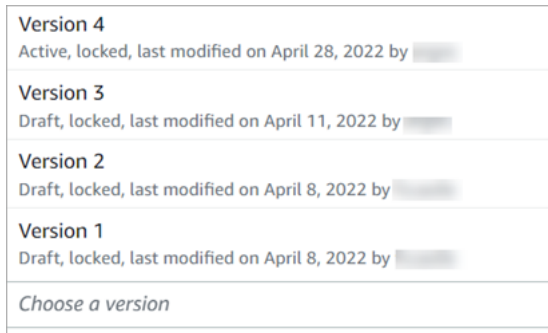 Version 4
Active, locked, last modified on April 28, 2022 by
Version 3
Draft, locked, last modified on April 11, 2022 by
Version 2
Draft, locked, last modified on April 8, 2022 by
Version 1
Draft, locked, last modified on April 8, 2022 by
Choose a version